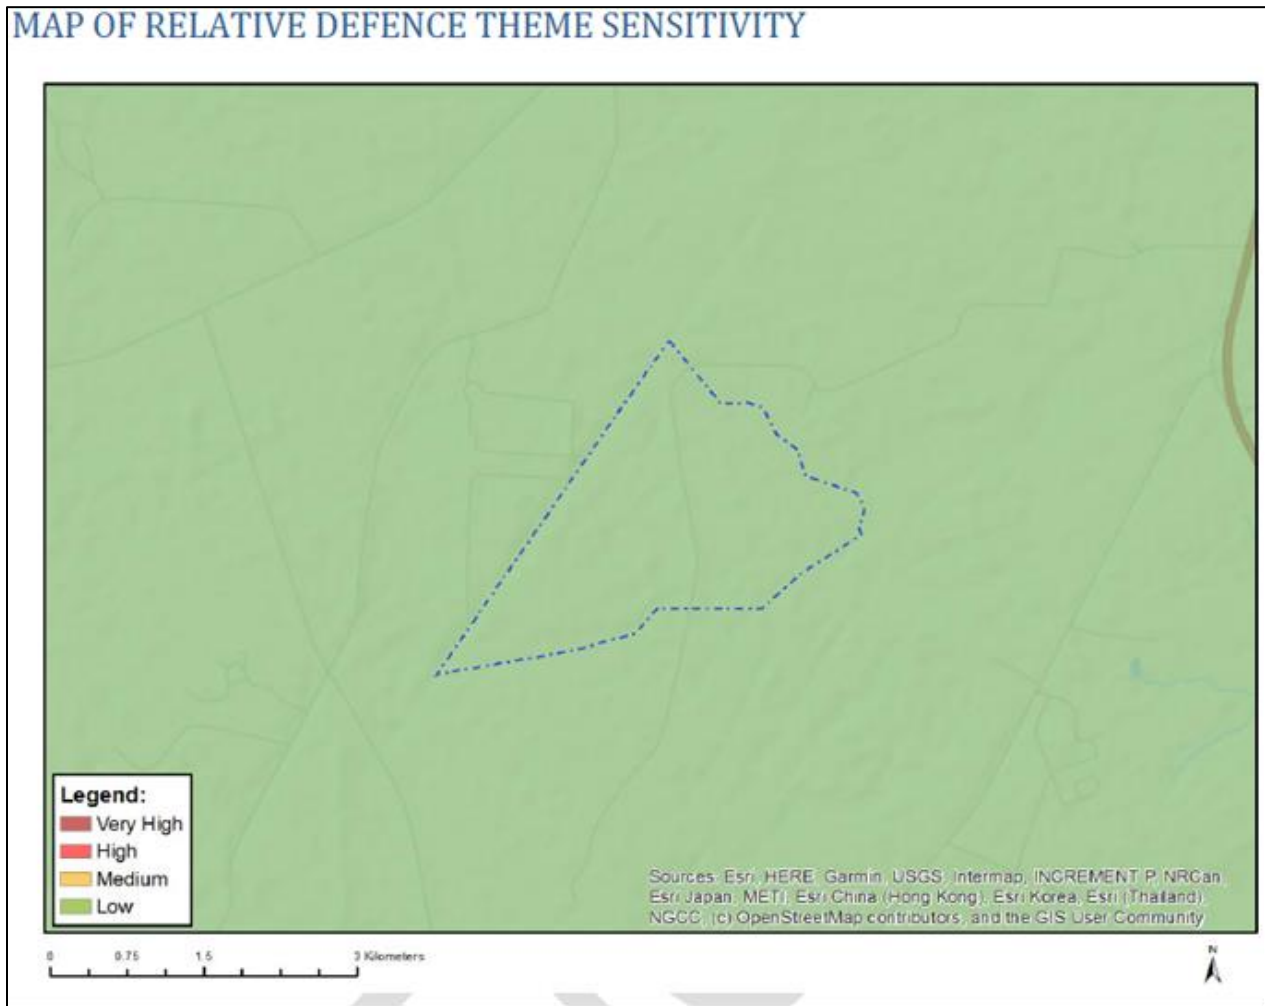 MAP OF RELATIVE DEFENCE THEME SENSITIVITY
Legend:
Very High
High
Medium
Low
Sources: Esri, HERE, Garmin, USGS, Intermap, INCREMENT P, NRCan,
Esri Japan, METI, Esri China (Hong Kong), Esri Korea, Esri (Thailand),
NGCC, (c) OpenStreetMap contributors, and the GIS User Community
0 0.75 1.5 3 Kilometers
N